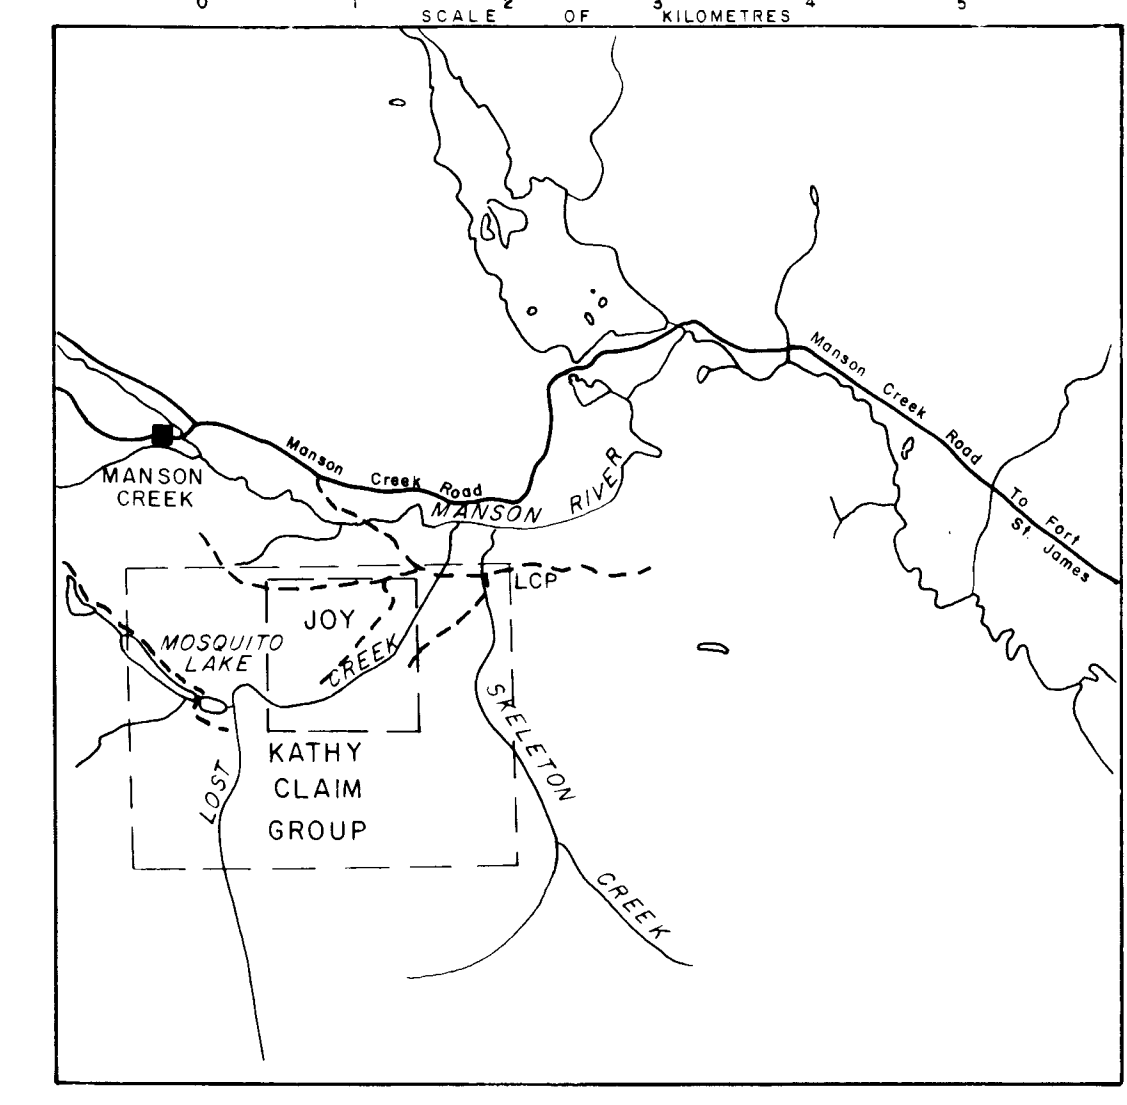 0 1 2 3 4 5
SCALE OF KILOMETRES
Manson Creek Road
To Fort
St. James
Manson Creek Road
MANSON
CREEK
MANSON RIVER
LCP
JOY
MOSQUITO
LAKE
LOST CREEK
SKELETON CREEK
KATHY
CLAIM
GROUP